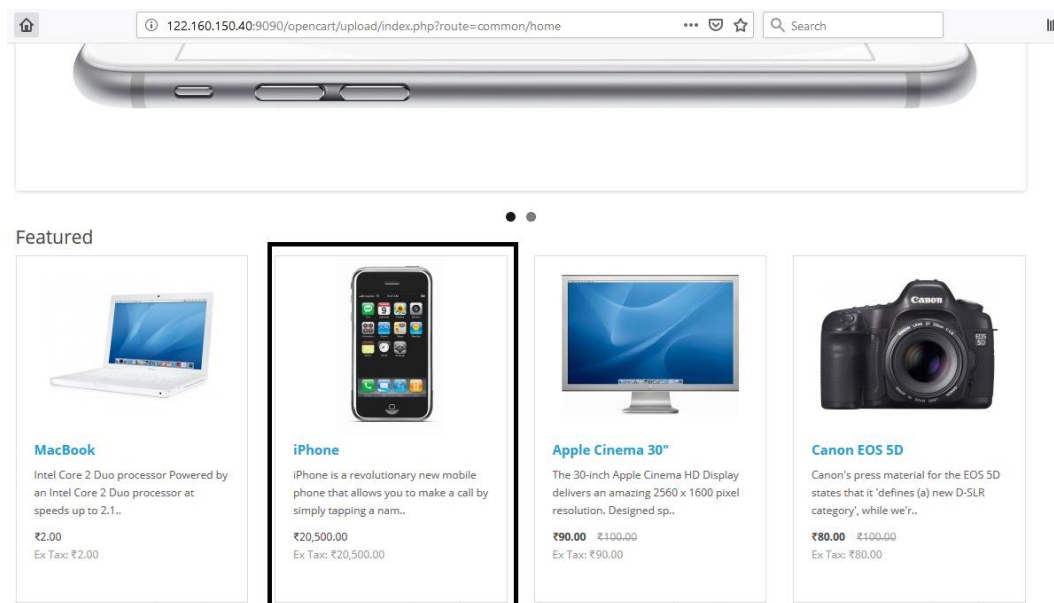 122.160.150.40:9090/opencart/upload/index.php?route=common/home
Search
Featured
MacBook
Intel Core 2 Duo processor Powered by
an Intel Core 2 Duo processor at
speeds up to 2.1..
₹2.00
Ex Tax: ₹2.00
iPhone
iPhone is a revolutionary new mobile
phone that allows you to make a call by
simply tapping a nam..
₹20,500.00
Ex Tax: ₹20,500.00
Apple Cinema 30"
The 30-inch Apple Cinema HD Display
delivers an amazing 2560 x 1600 pixel
resolution. Designed sp..
₹90.00 ₹100.00
Ex Tax: ₹90.00
Canon
EOS
5D
Canon EOS 5D
Canon's press material for the EOS 5D
states that it 'defines (a) new D-SLR
category', while we'r..
₹80.00 ₹100.00
Ex Tax: ₹80.00